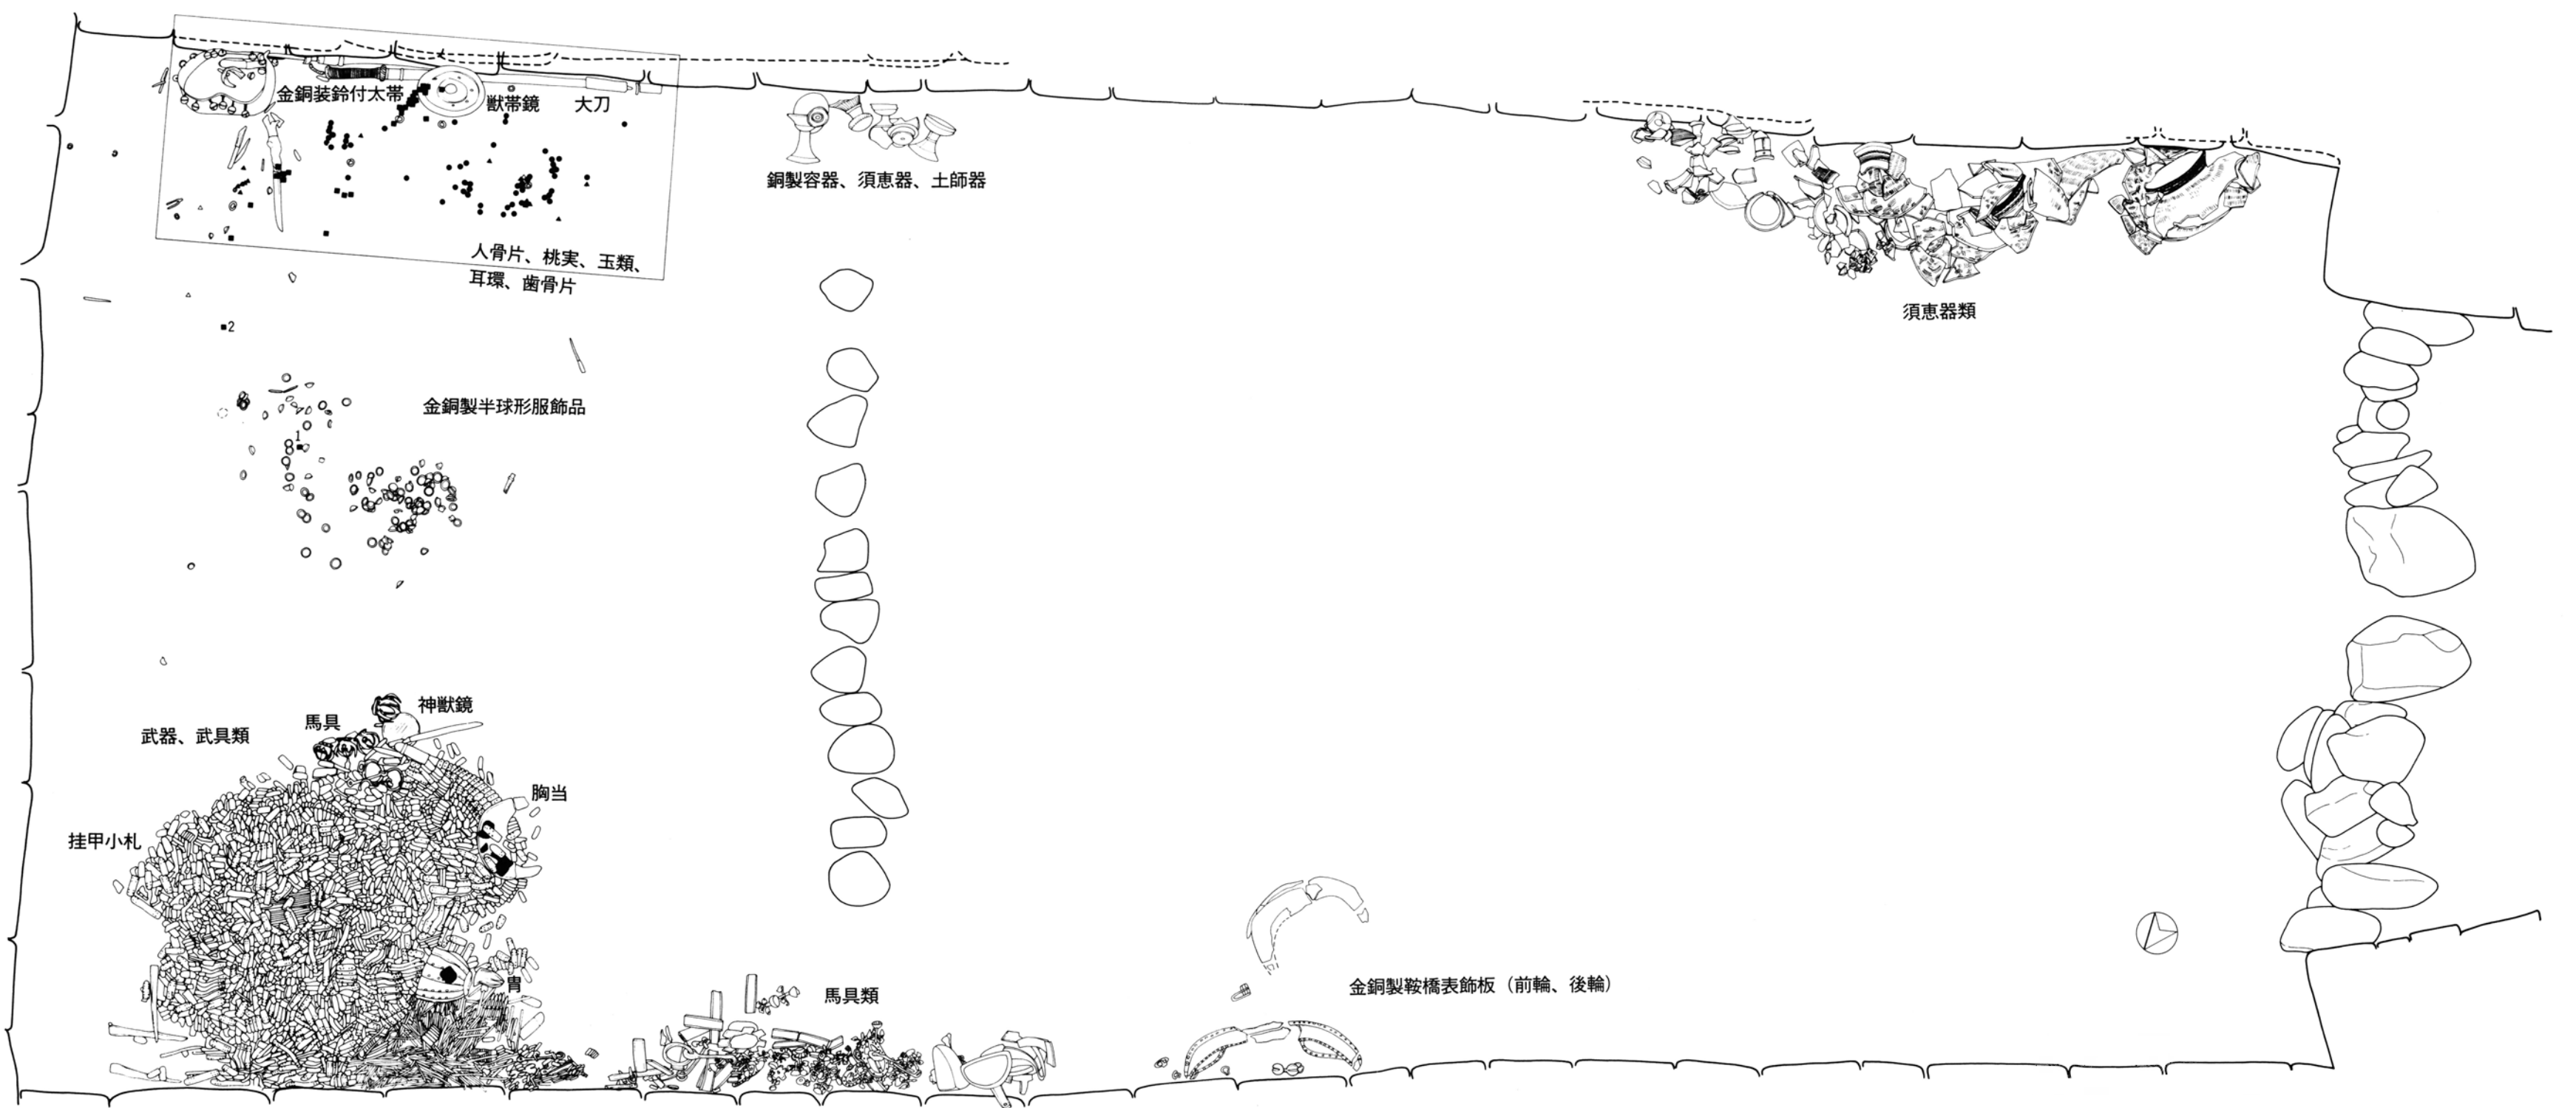 金銅装鈴付太帯
獣帯鏡
大刀
人骨片、桃実、玉類、
耳環、歯骨片
銅製容器、須恵器、土師器
須恵器類
2
金銅製半球形服飾品
1
神獣鏡
馬具
武器、武具類
胸当
挂甲小札
冑
馬具類
金銅製鞍橋表飾板（前輪、後輪）